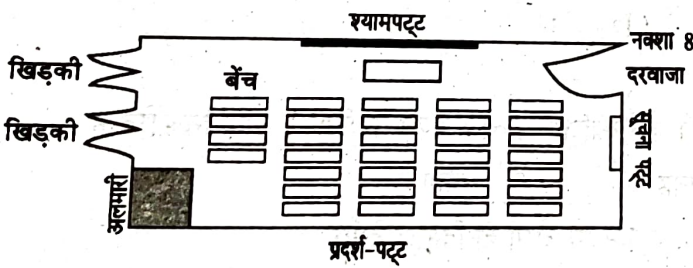 श्यामपट्ट
नक्शा 8
खिड़की
बेंच
दरवाजा
खिड़की
सूचना पट्ट
अलमारी
प्रदर्श-पट्ट